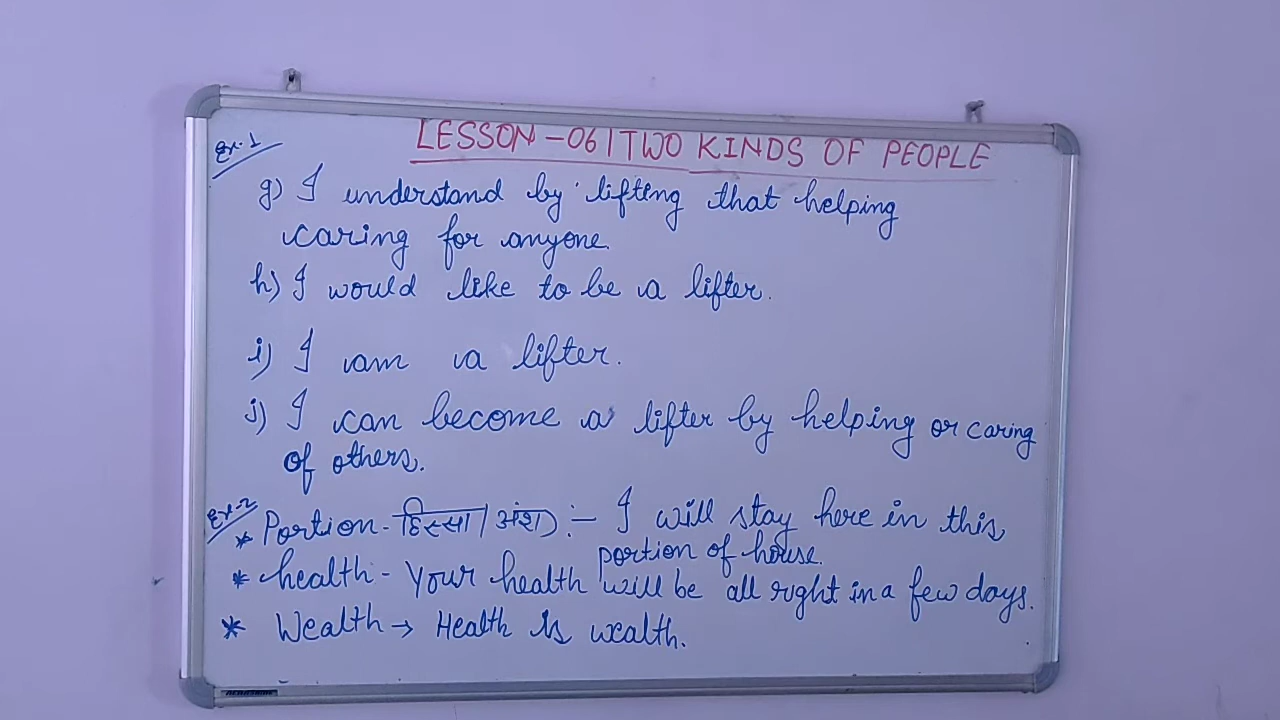 LESSON-06 | TWO KINDS OF PEOPLE
Ex-1
g) I understand by lifting that helping
caring for anyone.
h) I would like to be a lifter.
i) I am a lifter.
j) I can become a lifter by helping or caring
of others.
Ex-2
* Portion - हिस्सा / अंश) :- I will stay here in this
portion of house.
* health - Your health will be all right in a few days.
* Wealth → Health is wealth.